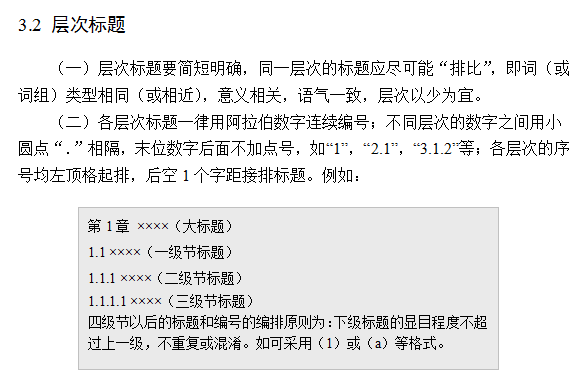 3.2 层次标题
（一）层次标题要简短明确，同一层次的标题应尽可能“排比”，即词（或
词组）类型相同（或相近），意义相关，语气一致，层次以少为宜。
（二）各层次标题一律用阿拉伯数字连续编号；不同层次的数字之间用小
圆点“．”相隔，末位数字后面不加点号，如“1”，“2.1”，“3.1.2”等；各层次的序
号均左顶格起排，后空 1 个字距接排标题。例如：
第 1 章 ××××（大标题）
1.1 ××××（一级节标题）
1.1.1 ××××（二级节标题）
1.1.1.1 ××××（三级节标题）
四级节以后的标题和编号的编排原则为：下级标题的显目程度不超
过上一级，不重复或混淆。如可采用（1）或（a）等格式。